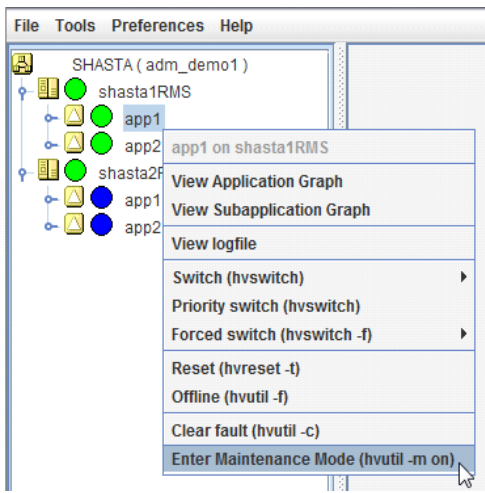 File Tools Preferences Help
SHASTA ( adm_demo1 )
shasta1RMS
app1
app2
shasta2
app1
app2
app1 on shasta1RMS
View Application Graph
View Subapplication Graph
View logfile
Switch (hvswitch)
Priority switch (hvswitch)
Forced switch (hvswitch -f)
Reset (hvreset -t)
Offline (hvutil -f)
Clear fault (hvutil -c)
Enter Maintenance Mode (hvutil -m on)